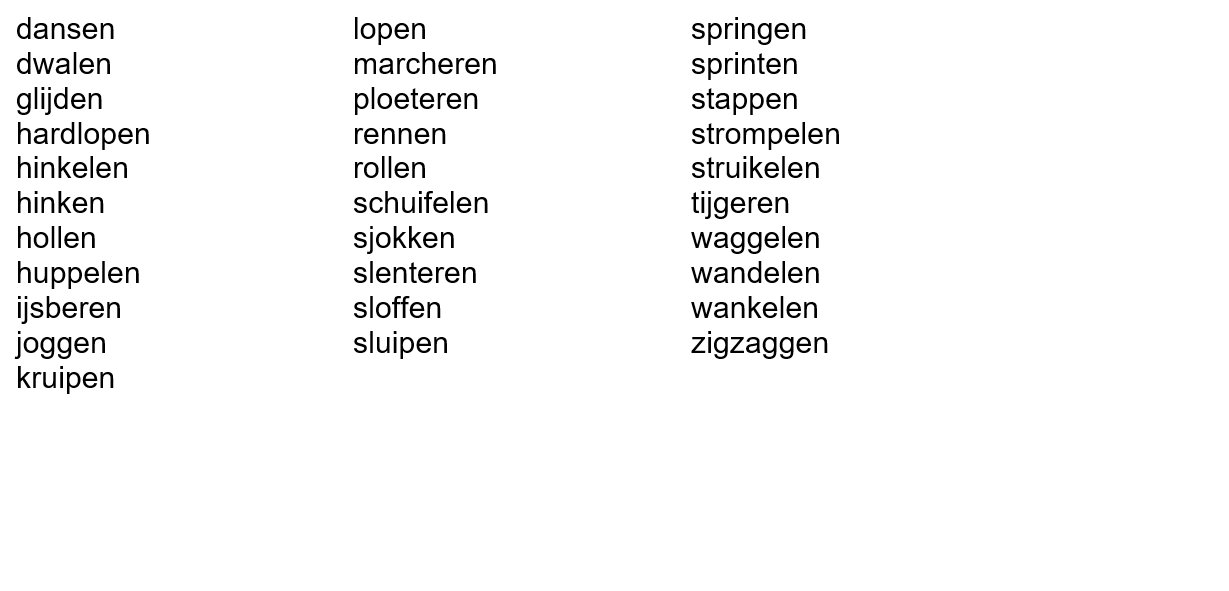 dansen
dwalen
glijden
hardlopen
hinkelen
hinken
hollen
huppelen
ijsberen
joggen
kruipen
lopen
marcheren
ploeteren
rennen
rollen
schuifelen
sjokken
slenteren
sloffen
sluipen
springen
sprinten
stappen
strompelen
struikelen
tijgeren
waggelen
wandelen
wankelen
zigzaggen